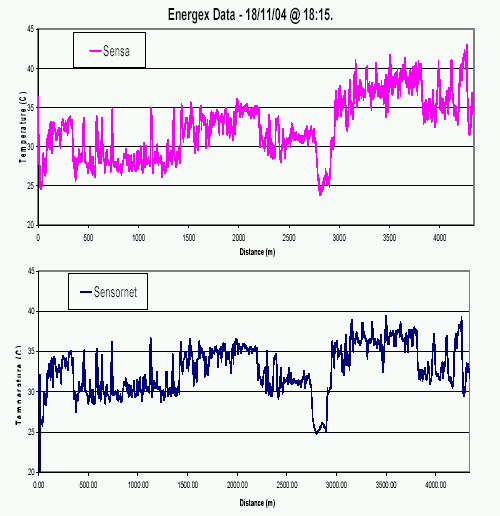 Energex Data - 18/11/04 @ 18:15.
45
Sensa
40
35
30
25
20
Temperature (C)
0 500 1000 1500 2000 2500 3000 3500 4000
Distance (m)
45
Sensornet
40
35
30
25
20
Temperature (C)
0.00 500.00 1000.00 1500.00 2000.00 2500.00 3000.00 3500.00 4000.00
Distance (m)